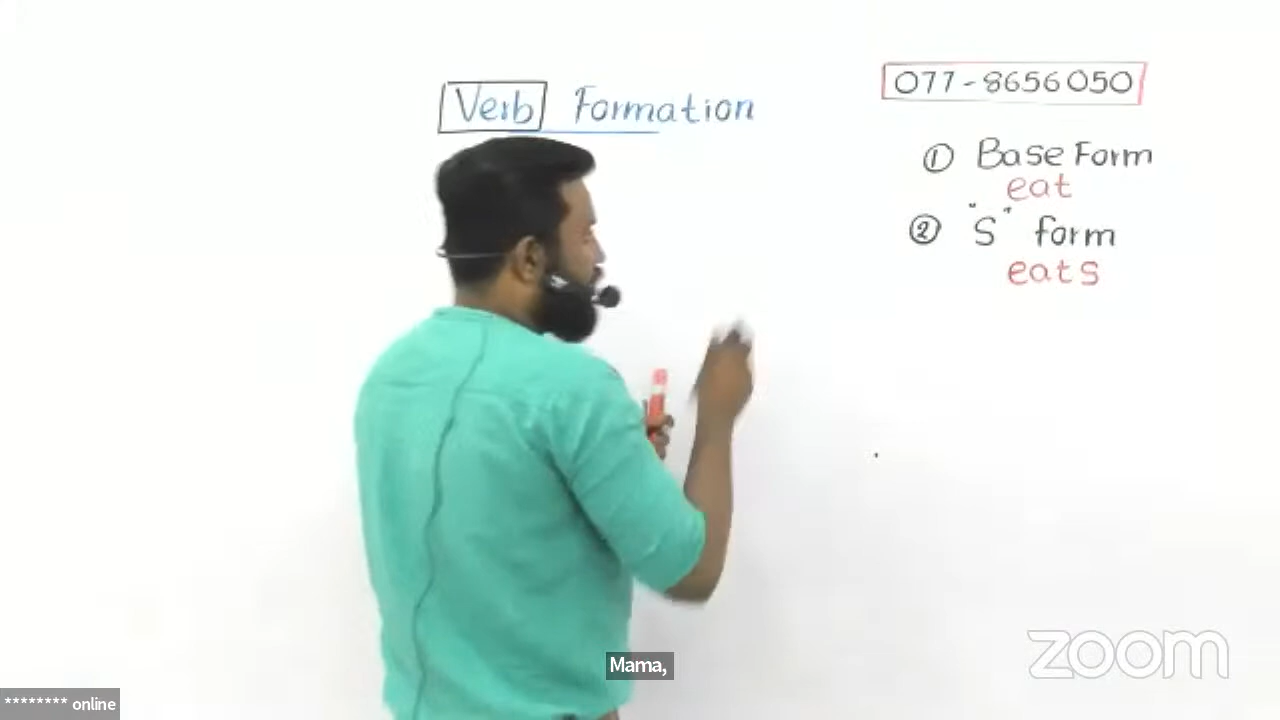 077-8656050
Verb Formation
① Base Form
eat
② "S" form
eats
Mama,
zoom
******** online